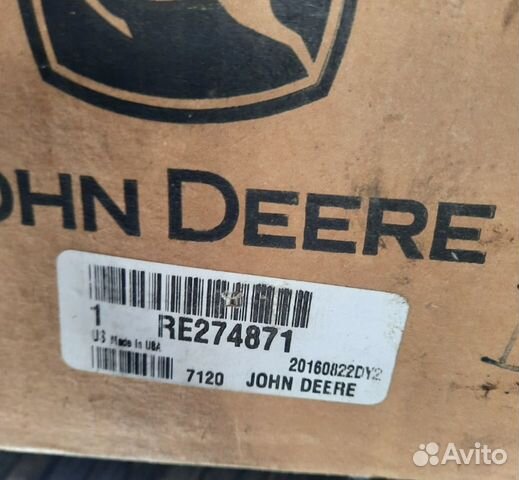 JOHN DEERE
1 RE274871
US Made in USA
20160822DY2
7120 JOHN DEERE
Avito